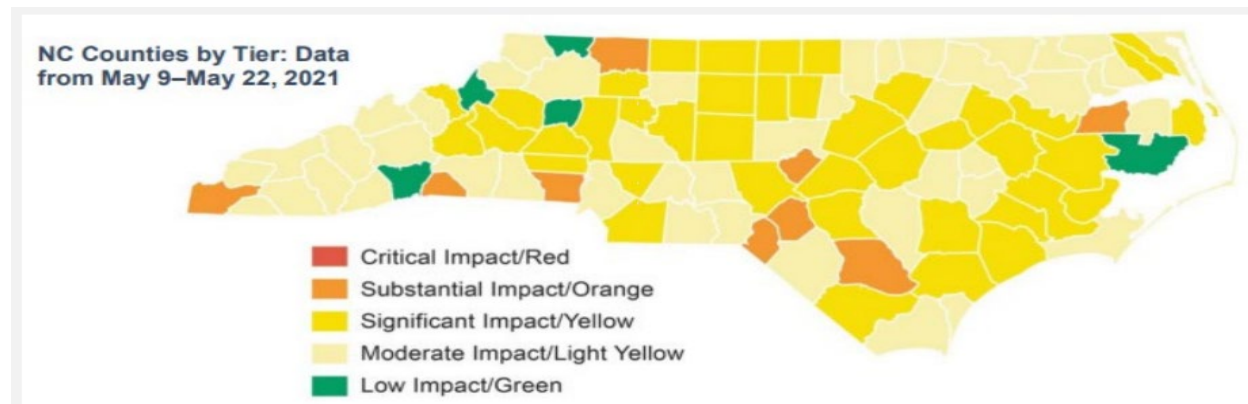 NC Counties by Tier: Data
from May 9–May 22, 2021
Critical Impact/Red
Substantial Impact/Orange
Significant Impact/Yellow
Moderate Impact/Light Yellow
Low Impact/Green